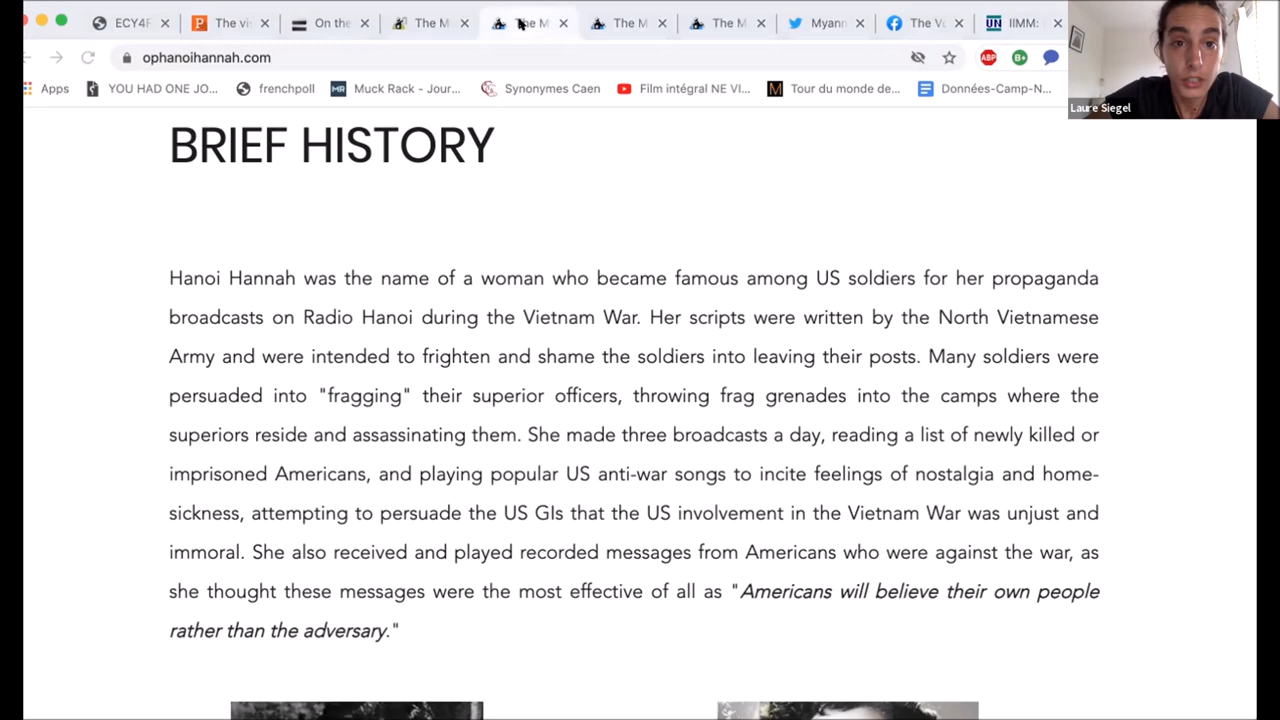 ECY4F
The vi
On the
The M
The M
The M
The M
Myann
The Vo
IIMM:
ophanoihannah.com
Apps
YOU HAD ONE JO...
frenchpoll
Muck Rack - Jour...
Synonymes Caen
Film intégral NE VI...
Tour du monde de...
Données-Camp-N...
Laure Siegel
BRIEF HISTORY
Hanoi Hannah was the name of a woman who became famous among US soldiers for her propaganda
broadcasts on Radio Hanoi during the Vietnam War. Her scripts were written by the North Vietnamese
Army and were intended to frighten and shame the soldiers into leaving their posts. Many soldiers were
persuaded into "fragging" their superior officers, throwing frag grenades into the camps where the
superiors reside and assassinating them. She made three broadcasts a day, reading a list of newly killed or
imprisoned Americans, and playing popular US anti-war songs to incite feelings of nostalgia and home-
sickness, attempting to persuade the US GIs that the US involvement in the Vietnam War was unjust and
immoral. She also received and played recorded messages from Americans who were against the war, as
she thought these messages were the most effective of all as "Americans will believe their own people
rather than the adversary."